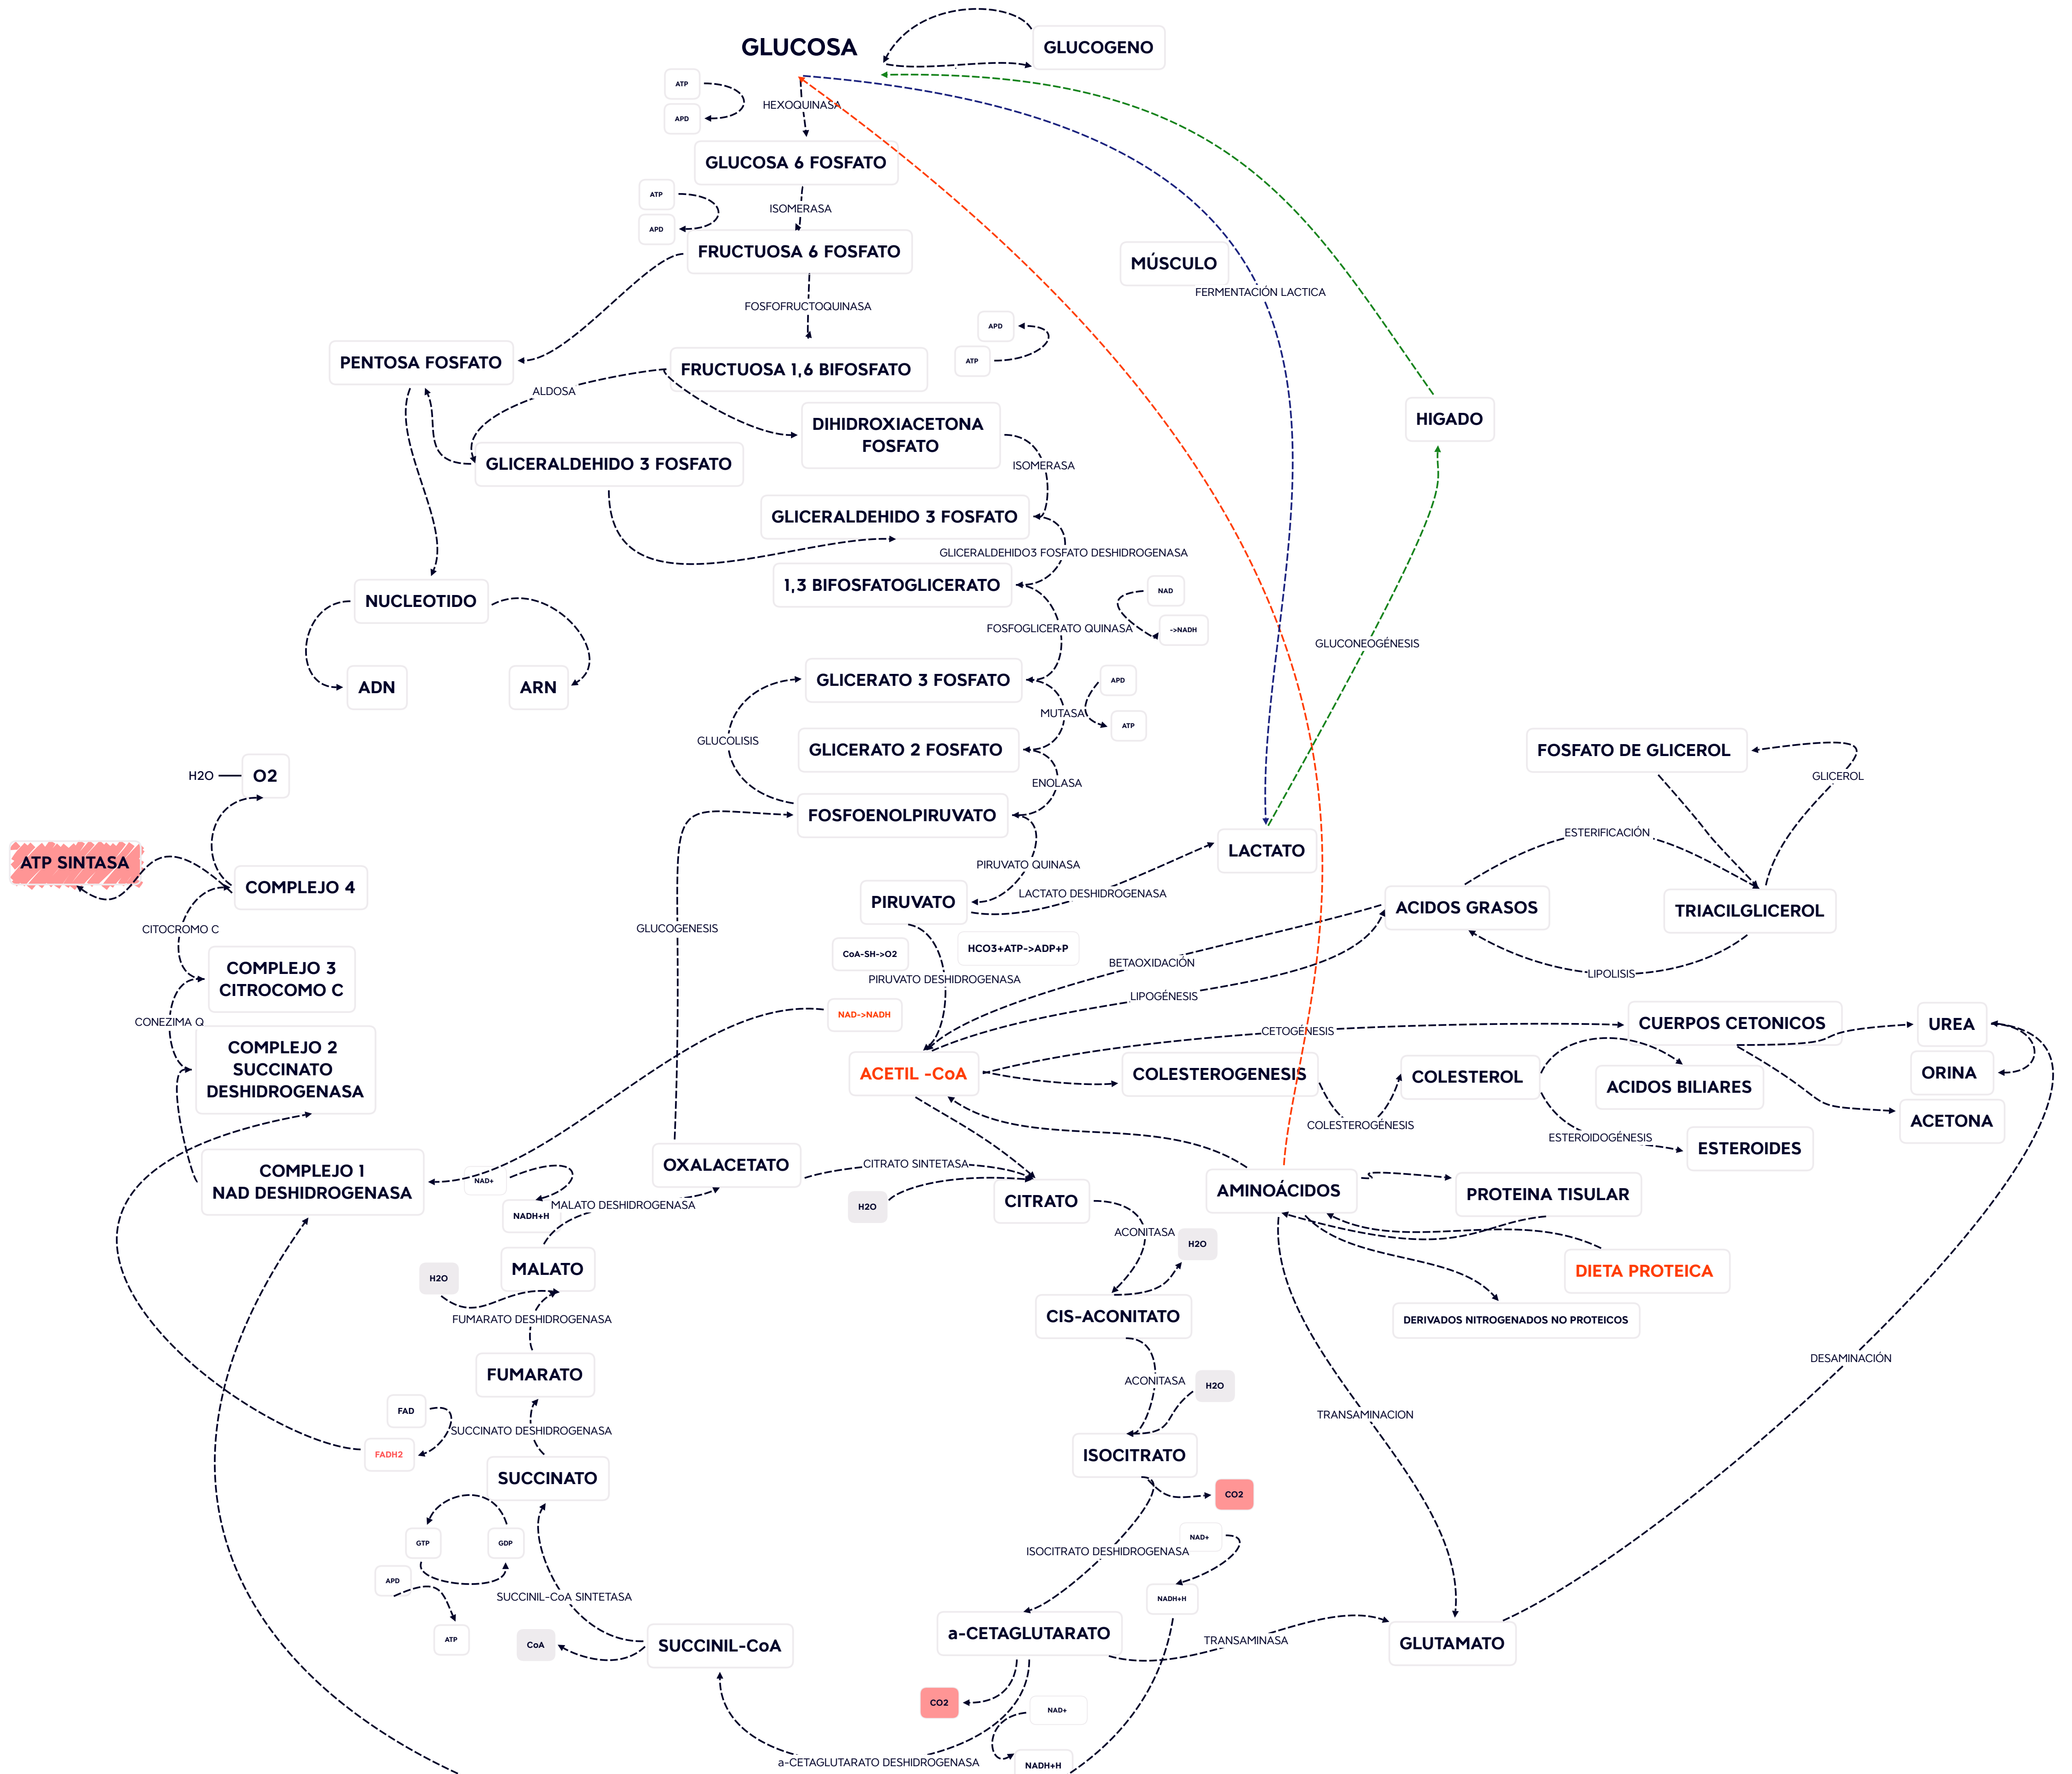 GLUCOSA
GLUCOGENO
ATP
APD
HEXOQUINASA
GLUCOSA 6 FOSFATO
ATP
APD
ISOMERASA
FRUCTUOSA 6 FOSFATO
MÚSCULO
FERMENTACIÓN LACTICA
FOSFOFRUCTOQUINASA
APD
ATP
PENTOSA FOSFATO
FRUCTUOSA 1,6 BIFOSFATO
ALDOSA
DIHIDROXIACETONA
FOSFATO
HIGADO
GLICERALDEHIDO 3 FOSFATO
ISOMERASA
GLICERALDEHIDO 3 FOSFATO
GLICERALDEHIDO3 FOSFATO DESHIDROGENASA
1,3 BIFOSFATOGLICERATO
NAD
->NADH
NUCLEOTIDO
FOSFOGLICERATO QUINASA
GLUCONEOGÉNESIS
ADN
ARN
GLICERATO 3 FOSFATO
APD
MUTASA
ATP
GLUCOLISIS
GLICERATO 2 FOSFATO
FOSFATO DE GLICEROL
GLICEROL
H2O
O2
ENOLASA
FOSFOENOLPIRUVATO
ESTERIFICACIÓN
LACTATO
ATP SINTASA
COMPLEJO 4
PIRUVATO QUINASA
LACTATO DESHIDROGENASA
PIRUVATO
ACIDOS GRASOS
TRIACILGLICEROL
CITOCROMO C
GLUCOGENESIS
CoA-SH->O2
HCO3+ATP->ADP+P
BETAOXIDACIÓN
LIPOLISIS
COMPLEJO 3
CITROCOMO C
PIRUVATO DESHIDROGENASA
LIPOGÉNESIS
CONEZIMA Q
NAD->NADH
CETOGÉNESIS
CUERPOS CETONICOS
UREA
COMPLEJO 2
SUCCINATO
DESHIDROGENASA
ACETIL -CoA
COLESTEROGENESIS
COLESTEROL
ACIDOS BILIARES
ORINA
ACETONA
COLESTEROGÉNESIS
ESTEROIDOGÉNESIS
ESTEROIDES
COMPLEJO 1
NAD DESHIDROGENASA
NAD+
OXALACETATO
CITRATO SINTETASA
AMINOÁCIDOS
PROTEINA TISULAR
NADH+H
MALATO DESHIDROGENASA
H2O
CITRATO
ACONITASA
H2O
MALATO
H2O
DIETA PROTEICA
CIS-ACONITATO
DERIVADOS NITROGENADOS NO PROTEICOS
FUMARATO DESHIDROGENASA
DESAMINACIÓN
FUMARATO
ACONITASA
H2O
FAD
TRANSAMINACION
SUCCINATO DESHIDROGENASA
FADH2
ISOCITRATO
SUCCINATO
CO2
GTP
GDP
NAD+
ISOCITRATO DESHIDROGENASA
APD
SUCCINIL-CoA SINTETASA
NADH+H
ATP
CoA
SUCCINIL-CoA
a-CETAGLUTARATO
TRANSAMINASA
GLUTAMATO
CO2
NAD+
a-CETAGLUTARATO DESHIDROGENASA
NADH+H